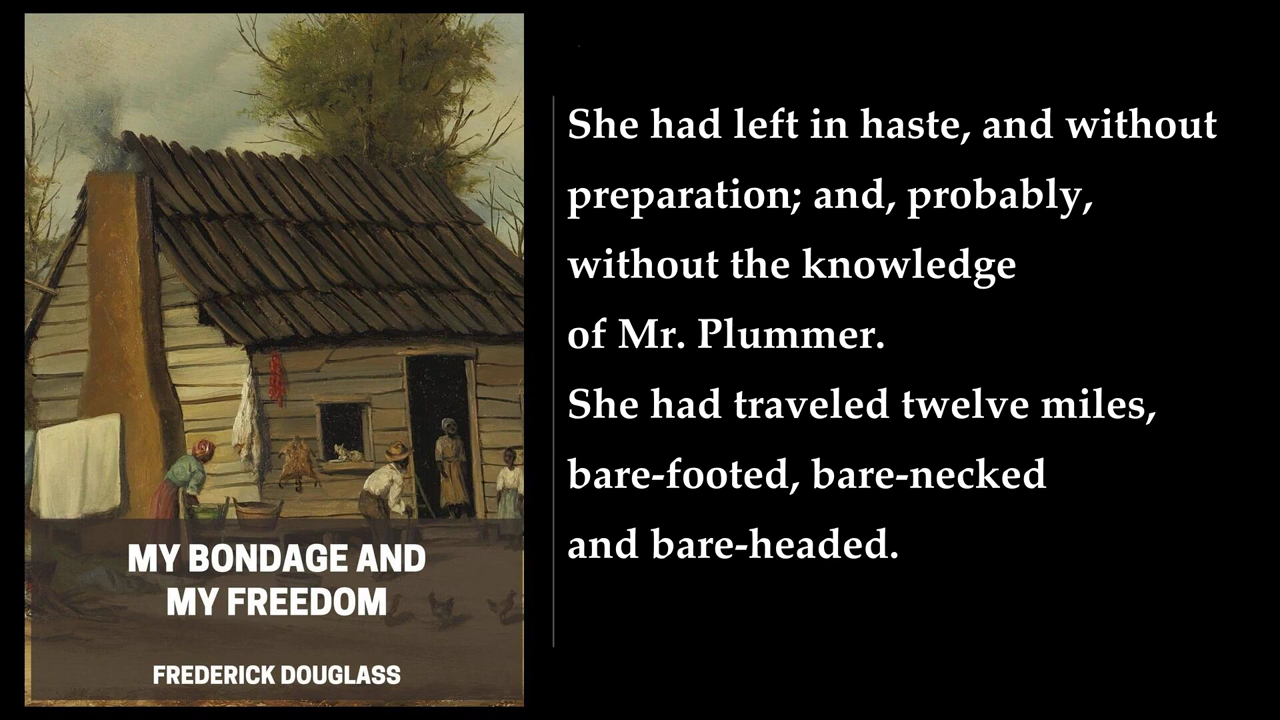 MY BONDAGE AND
MY FREEDOM
FREDERICK DOUGLASS
She had left in haste, and without
preparation; and, probably,
without the knowledge
of Mr. Plummer.
She had traveled twelve miles,
bare-footed, bare-necked
and bare-headed.